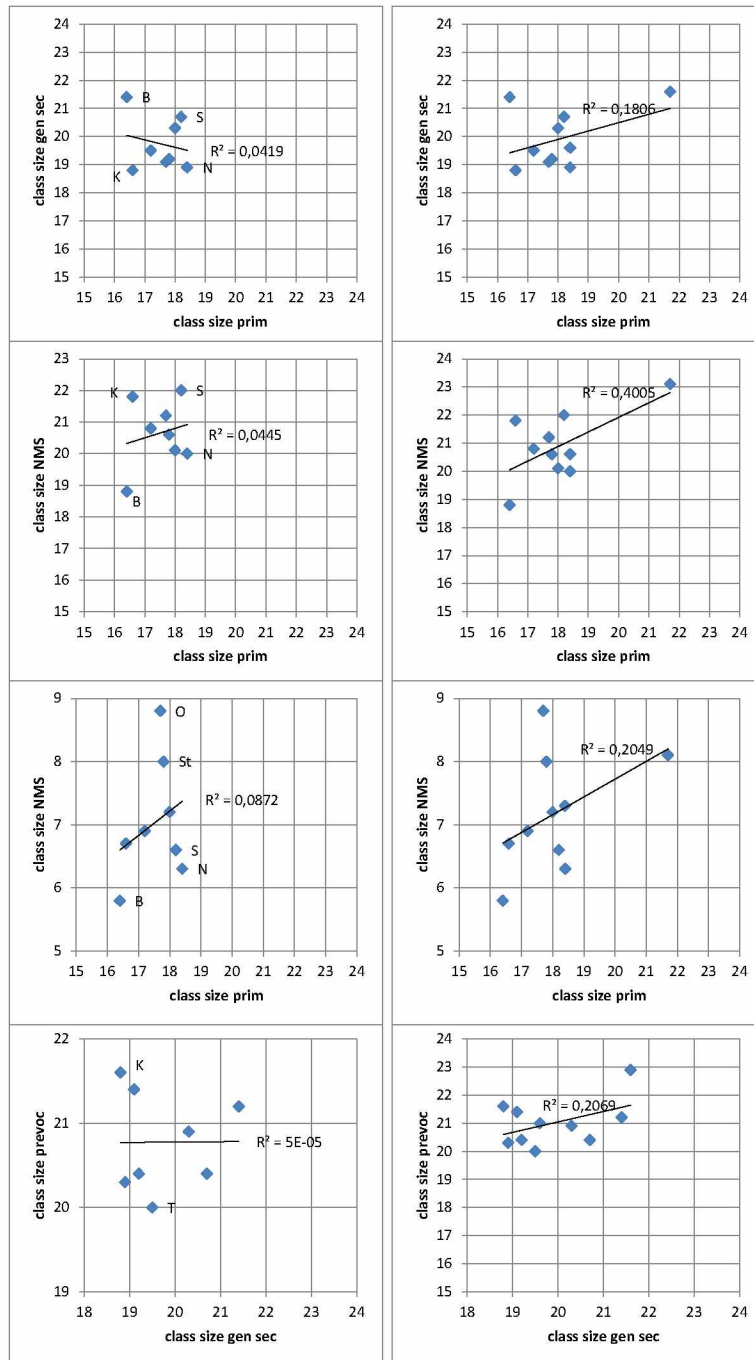 24
23
22
21
20
19
18
17
16
15
class size gen sec
B
S
R² = 0,0419
K
N
15 16 17 18 19 20 21 22 23 24
class size prim
24
23
22
21
20
19
18
17
16
15
class size gen sec
R² = 0,1806
15 16 17 18 19 20 21 22 23 24
class size prim
23
22
21
20
19
18
17
16
15
class size NMS
K
S
R² = 0,0445
N
B
15 16 17 18 19 20 21 22 23 24
class size prim
24
23
22
21
20
19
18
17
16
15
class size NMS
R² = 0,4005
15 16 17 18 19 20 21 22 23 24
class size prim
9
8
7
6
5
class size NMS
O
St
R² = 0,0872
S
N
B
15 16 17 18 19 20 21 22 23 24
class size prim
9
8
7
6
5
class size NMS
R² = 0,2049
15 16 17 18 19 20 21 22 23 24
class size prim
22
21
20
19
class size prevoc
K
R² = 5E-05
T
18 19 20 21 22 23 24
class size gen sec
24
23
22
21
20
19
18
17
16
15
class size prevoc
R² = 0,2069
18 19 20 21 22 23 24
class size gen sec